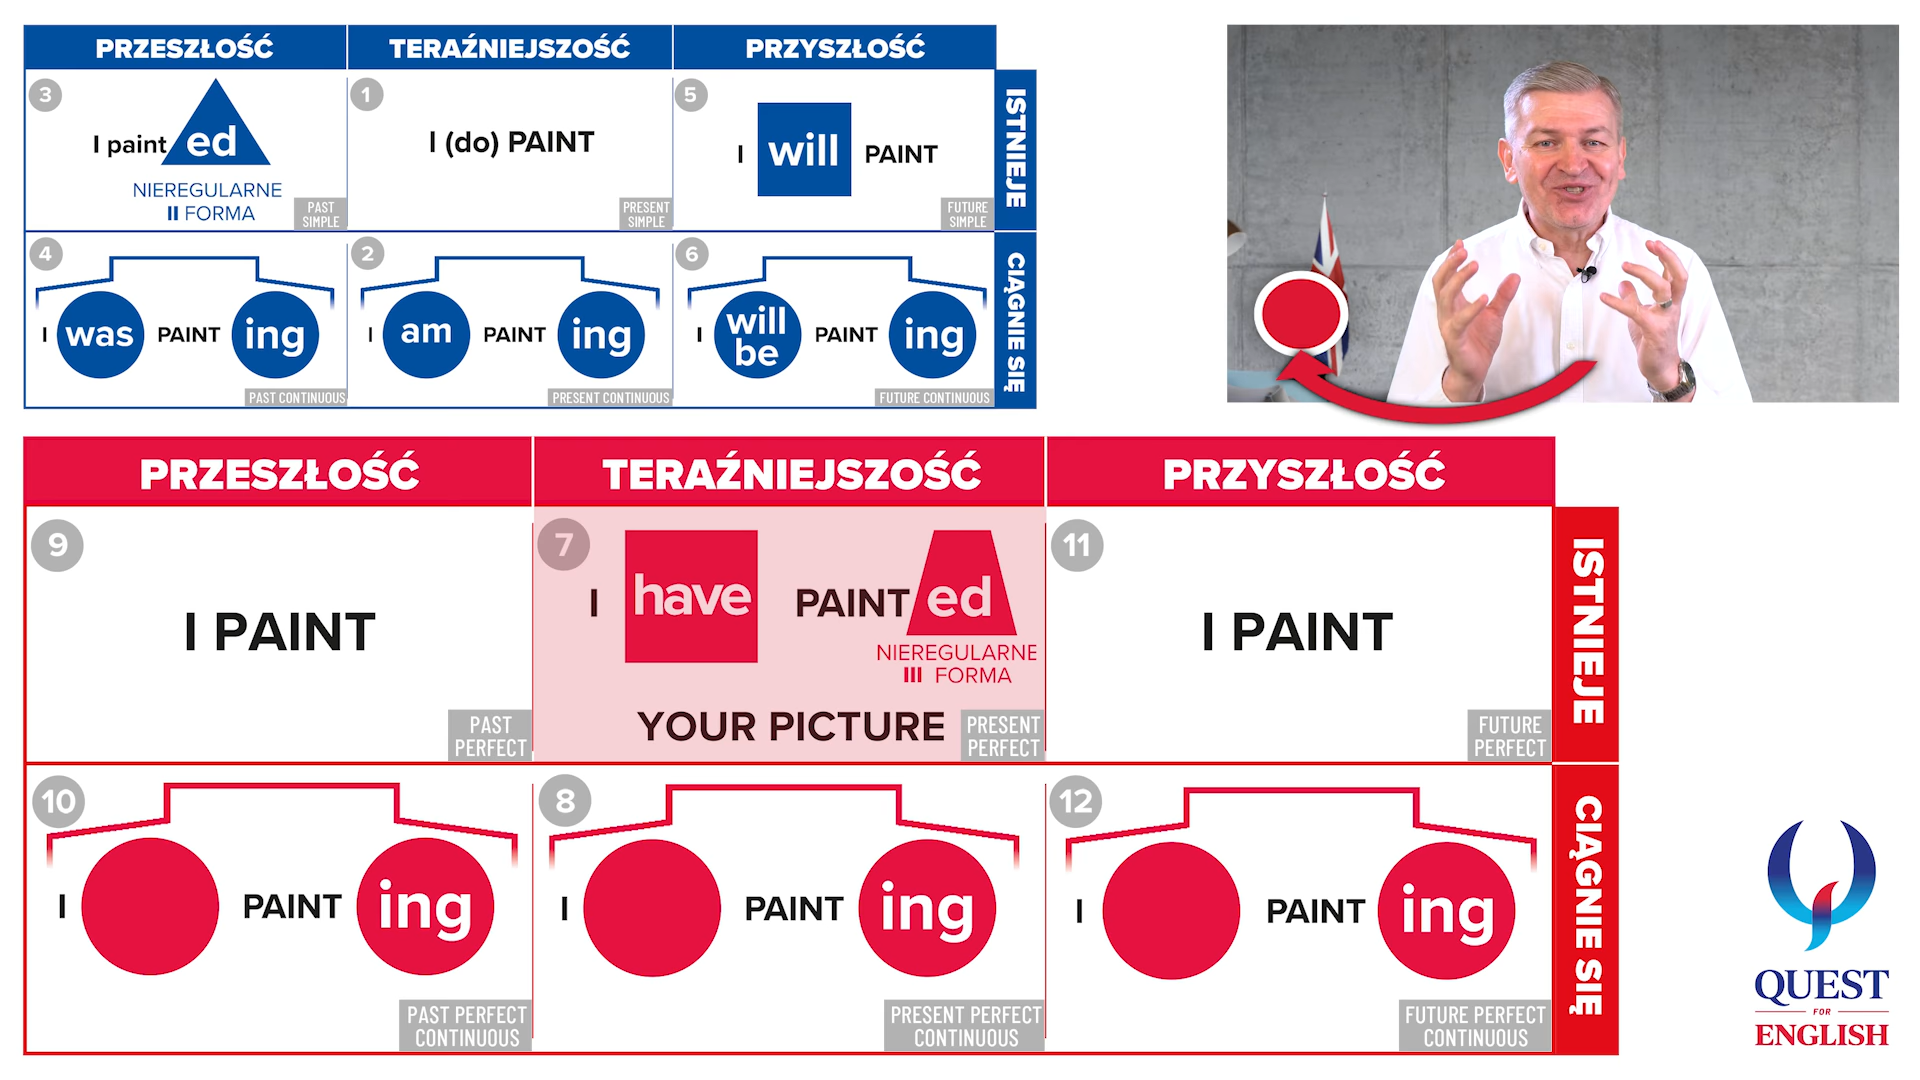 PRZESZŁOŚĆ
TERAŹNIEJSZOŚĆ
PRZYSZŁOŚĆ
3
I painted
NIEREGULARNE
II FORMA
PAST
SIMPLE
1
I (do) PAINT
PRESENT
SIMPLE
5
I will PAINT
FUTURE
SIMPLE
ISTNIEJE
4
I was PAINT ing
PAST CONTINUOUS
2
I am PAINT ing
PRESENT CONTINUOUS
6
I will be PAINT ing
FUTURE CONTINUOUS
CIĄGNIE SIĘ
PRZESZŁOŚĆ
TERAŹNIEJSZOŚĆ
PRZYSZŁOŚĆ
9
I PAINT
PAST
PERFECT
7
I have PAINTed
NIEREGULARNE
III FORMA
YOUR PICTURE
PRESENT
PERFECT
11
I PAINT
FUTURE
PERFECT
ISTNIEJE
10
I PAINT ing
PAST PERFECT
CONTINUOUS
8
I PAINT ing
PRESENT PERFECT
CONTINUOUS
12
I PAINT ing
FUTURE PERFECT
CONTINUOUS
CIĄGNIE SIĘ
QUEST
FOR
ENGLISH